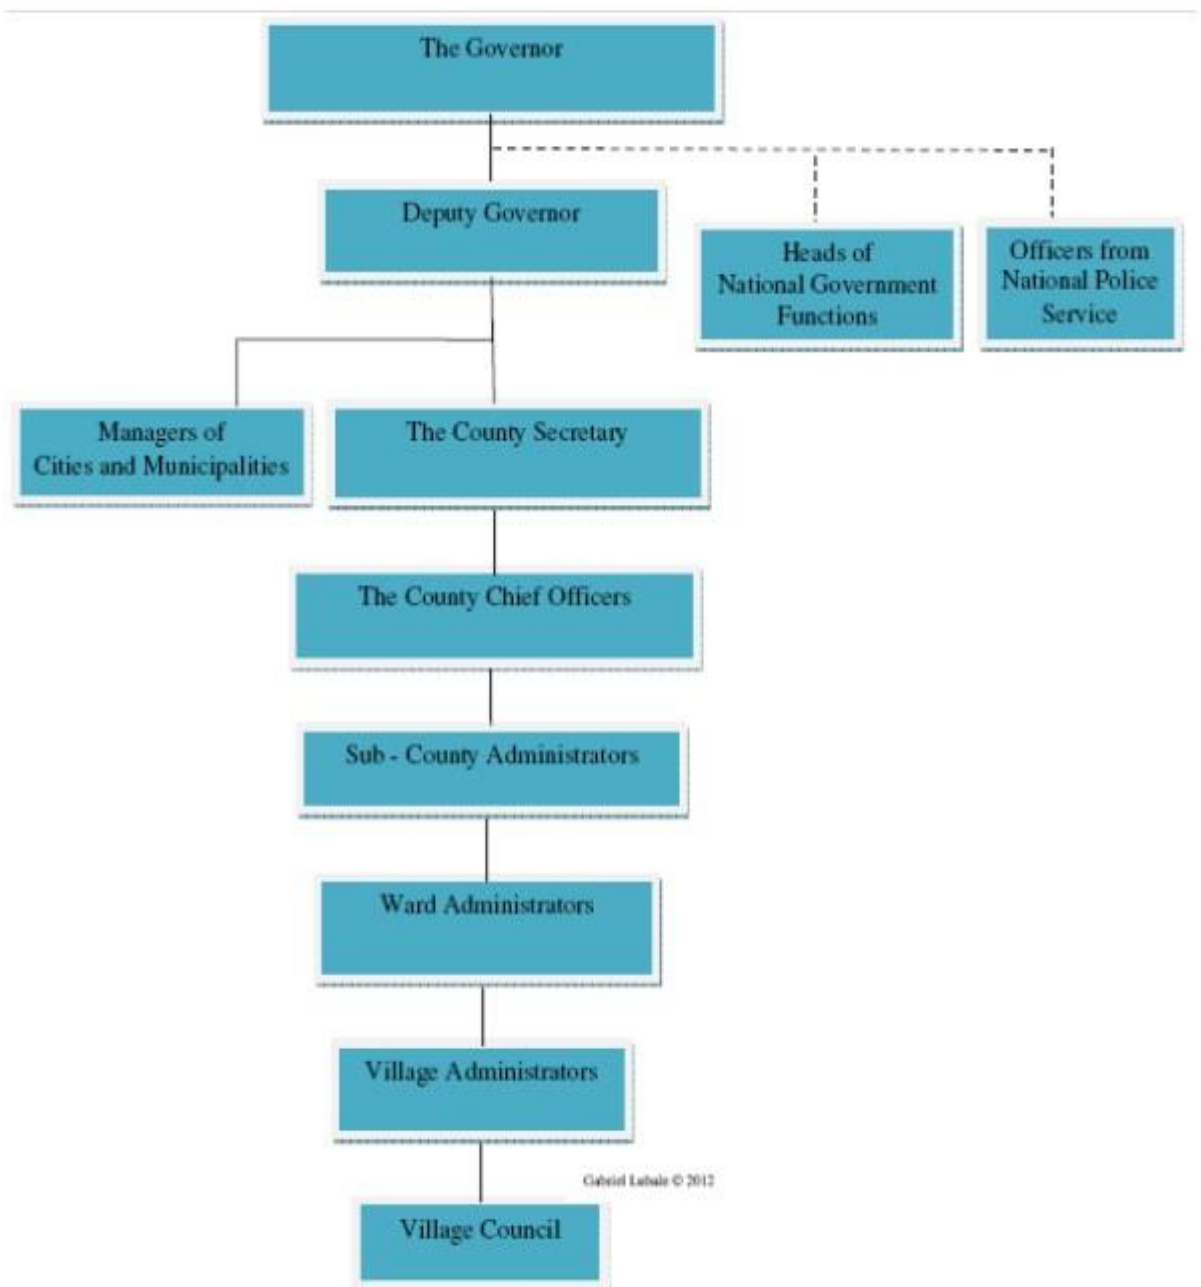 The Governor
Deputy Governor
Heads of
National Government
Functions
Officers from
National Police
Service
Managers of
Cities and Municipalities
The County Secretary
The County Chief Officers
Sub - County Administrators
Ward Administrators
Village Administrators
Gabriel Lubale © 2012
Village Council